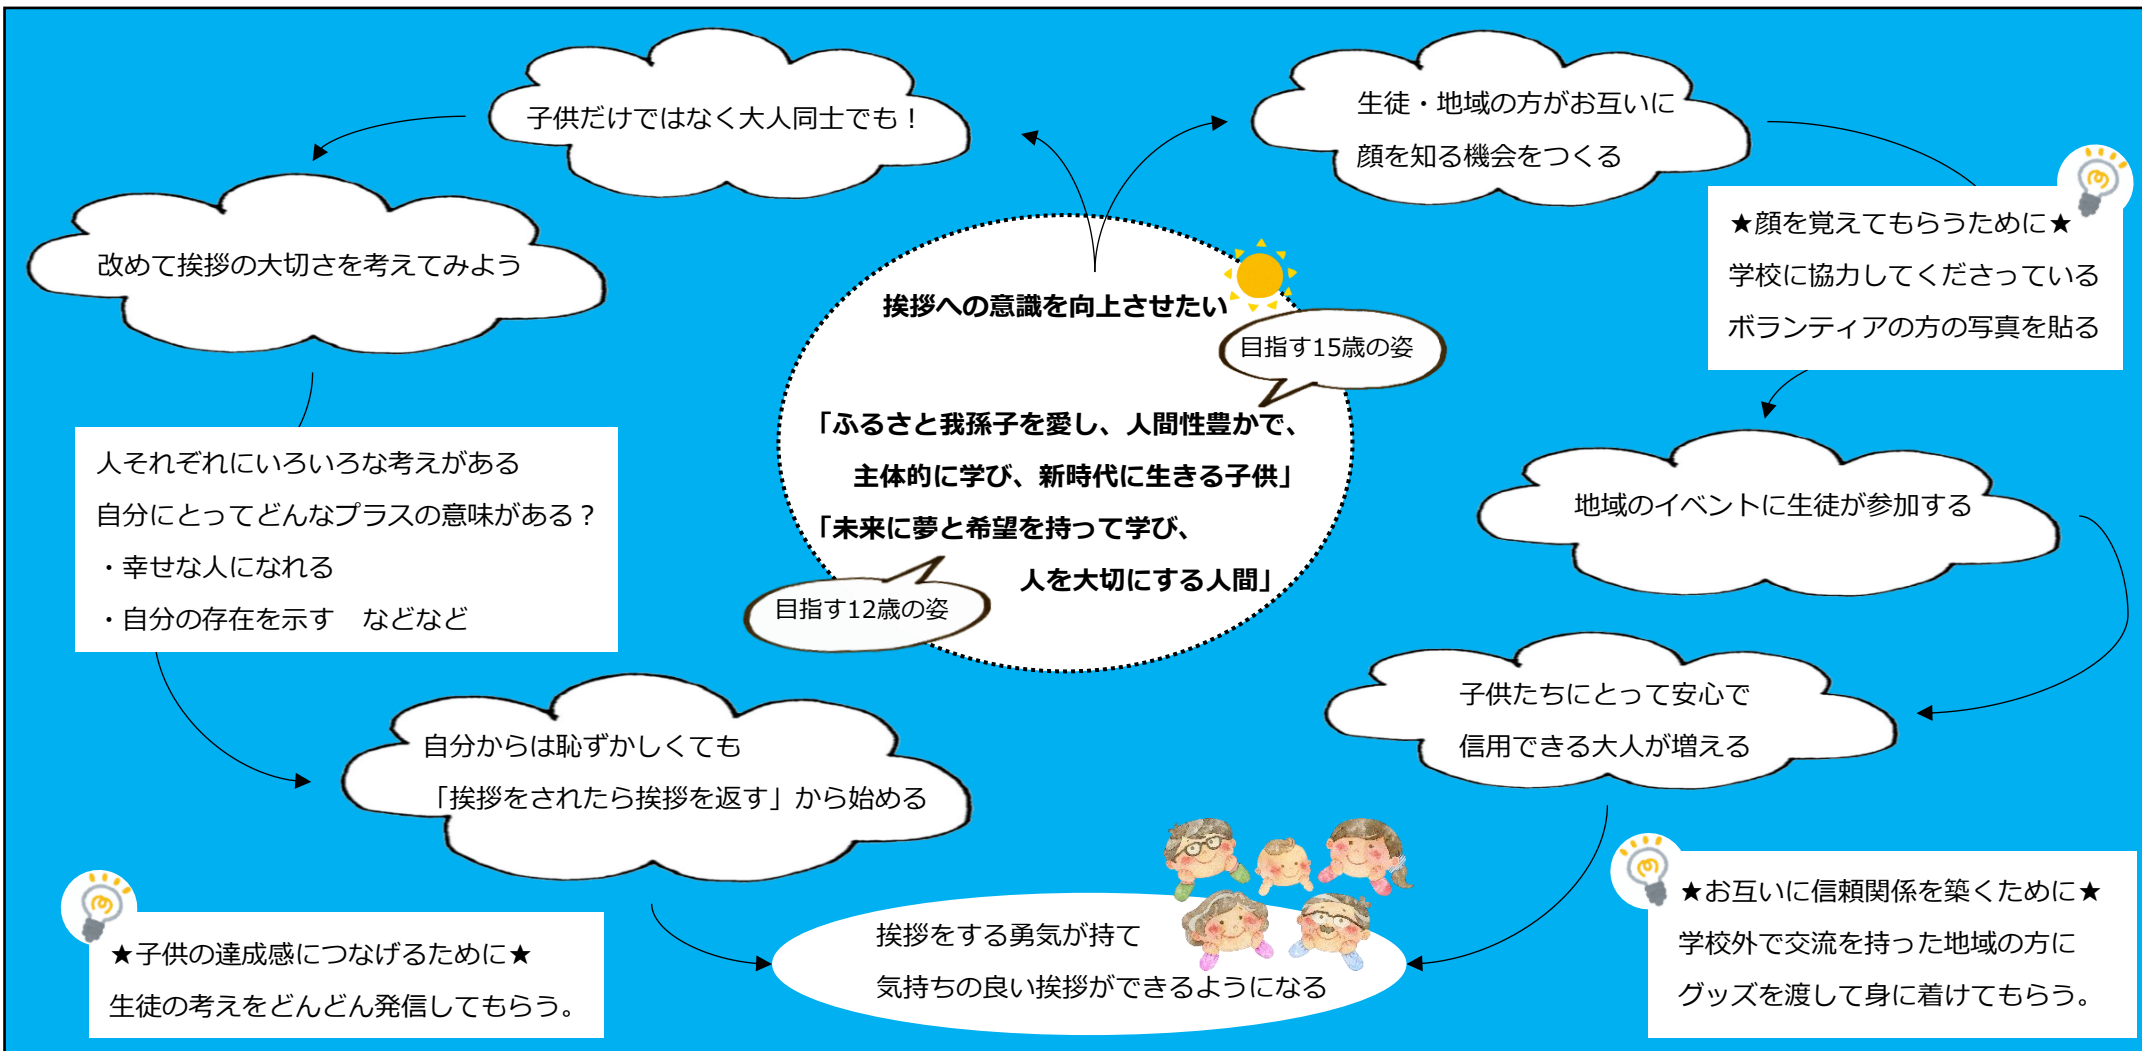 子供だけではなく大人同士でも！
生徒・地域の方がお互いに
顔を知る機会をつくる
★顔を覚えてもらうために★
学校に協力してくださっている
ボランティアの方の写真を貼る
改めて挨拶の大切さを考えてみよう
挨拶への意識を向上させたい
目指す15歳の姿
「ふるさと我孫子を愛し、人間性豊かで、
主体的に学び、新時代に生きる子供」
「未来に夢と希望を持って学び、
人を大切にする人間」
目指す12歳の姿
人それぞれにいろいろな考えがある
自分にとってどんなプラスの意味がある？
・幸せな人になれる
・自分の存在を示す　などなど
地域のイベントに生徒が参加する
子供たちにとって安心で
信用できる大人が増える
自分からは恥ずかしくても
「挨拶をされたら挨拶を返す」から始める
★子供の達成感につなげるために★
生徒の考えをどんどん発信してもらう。
挨拶をする勇気が持て
気持ちの良い挨拶ができるようになる
★お互いに信頼関係を築くために★
学校外で交流を持った地域の方に
グッズを渡して身に着けてもらう。